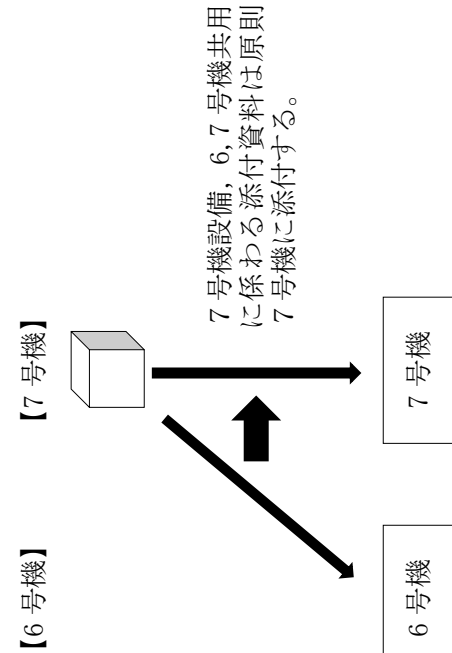 【6 号機】
【7 号機】
7 号機設備, 6,7 号機共用
に係わる添付資料は原則
7 号機に添付する。
6 号機
7 号機